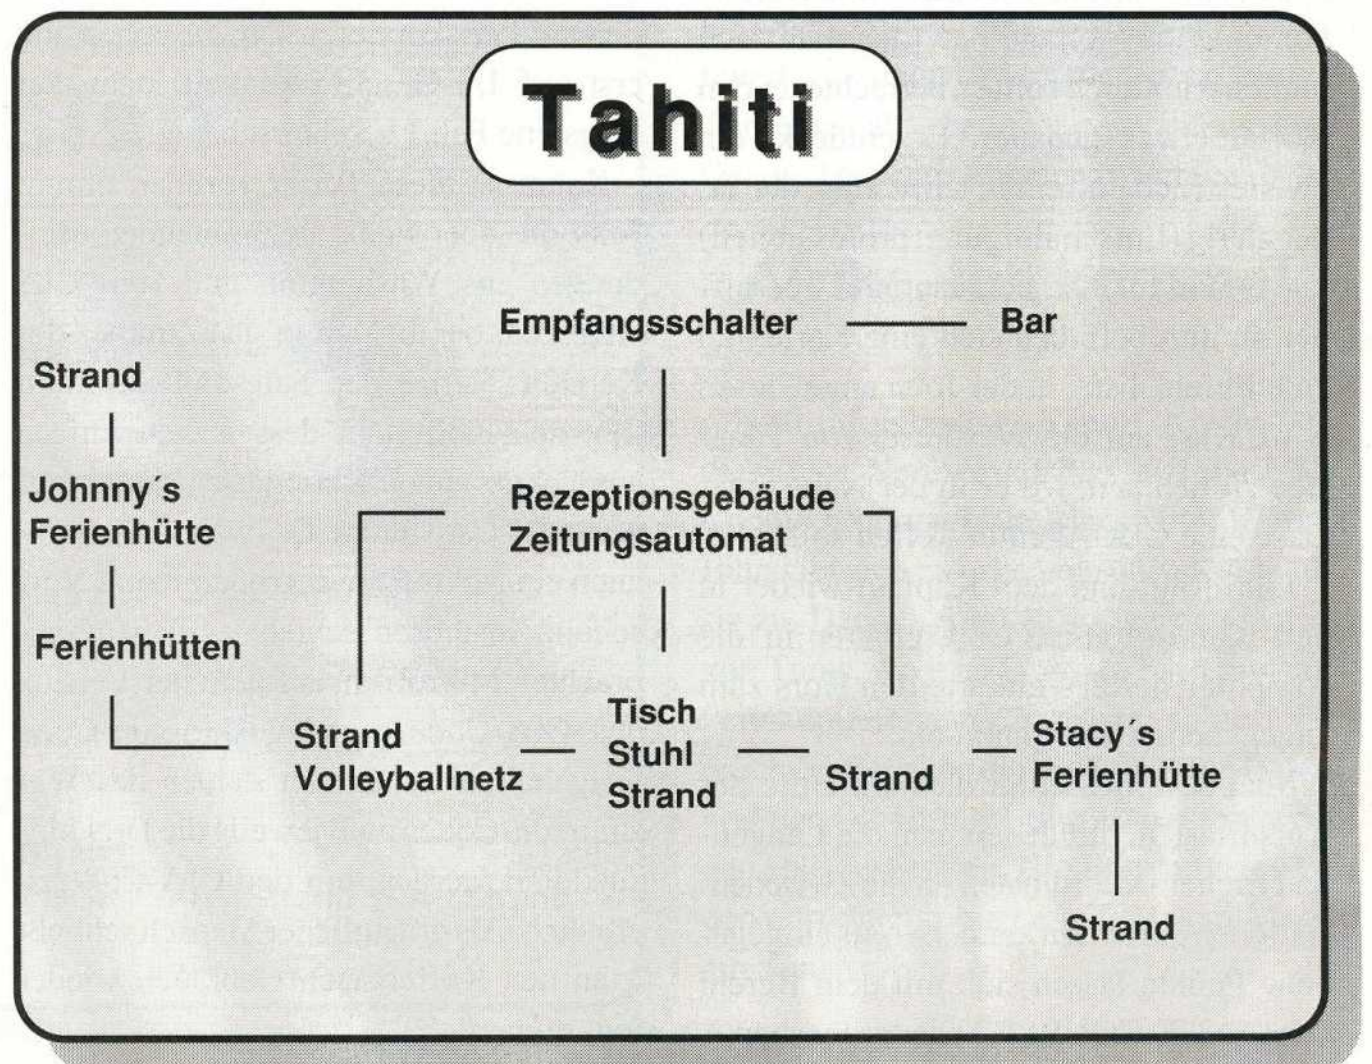 Tahiti
Empfangsschalter
Bar
Strand
Johnny´s
Ferienhütte
Rezeptionsgebäude
Zeitungsautomat
Ferienhütten
Strand
Volleyballnetz
Tisch
Stuhl
Strand
Strand
Stacy´s
Ferienhütte
Strand